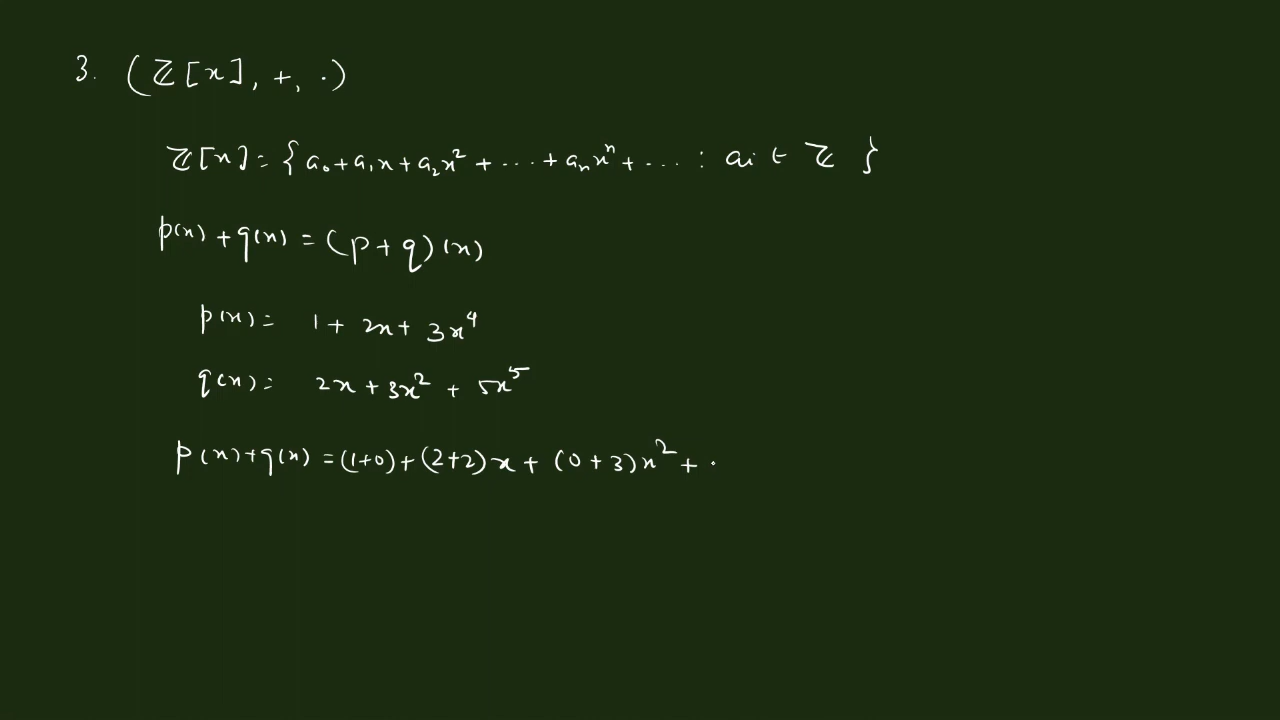 3. (ℤ[x], +, ·)
ℤ[x] = { a₀ + a₁x + a₂x² + ... + aₙxⁿ + ... : aᵢ ∈ ℤ }
p(x) + q(x) = (p + q)(x)
p(x) = 1 + 2x + 3x⁴
q(x) = 2x + 3x² + 5x⁵
p(x) + q(x) = (1+0) + (2+2)x + (0+3)x² + .